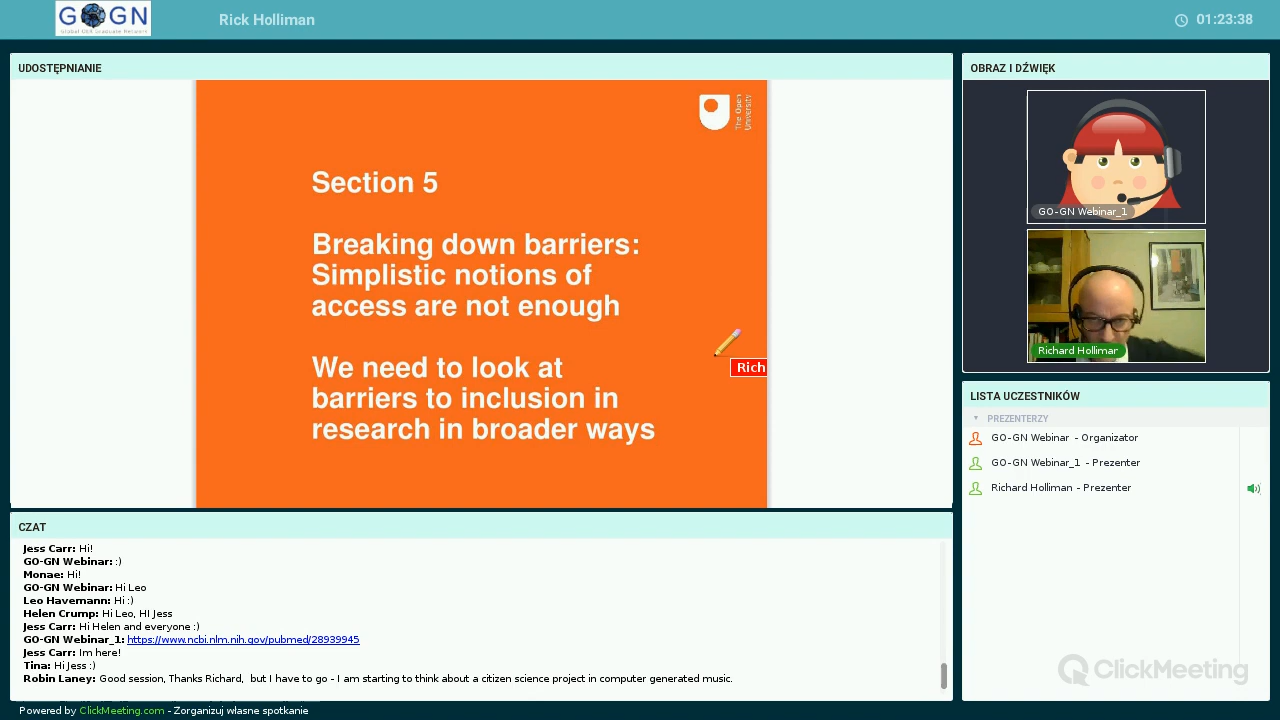 GOGN
Global OER Graduate Network
Rick Holliman
01:23:38
UDOSTĘPNIANIE
The Open
University
Section 5
Breaking down barriers:
Simplistic notions of
access are not enough
We need to look at
barriers to inclusion in
research in broader ways
Rich
OBRAZ I DŹWIĘK
GO-GN Webinar_1
Richard Holliman
LISTA UCZESTNIKÓW
PREZENTERZY
GO-GN Webinar - Organizator
GO-GN Webinar_1 - Prezenter
Richard Holliman - Prezenter
ClickMeeting
CZAT
Jess Carr: Hi!
GO-GN Webinar: :)
Monae: Hi!
GO-GN Webinar: Hi Leo
Leo Havemann: Hi :)
Helen Crump: Hi Leo, HI Jess
Jess Carr: Hi Helen and everyone :)
GO-GN Webinar_1: https://www.ncbi.nlm.nih.gov/pubmed/28939945
Jess Carr: Im here!
Tina: Hi Jess :)
Robin Laney: Good session, Thanks Richard,  but I have to go - I am starting to think about a citizen science project in computer generated music.
Powered by ClickMeeting.com - Zorganizuj własne spotkanie